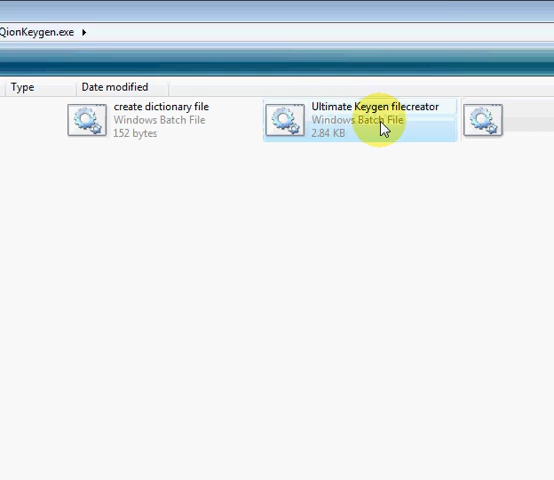 QionKeygen.exe
Type Date modified
create dictionary file
Windows Batch File
152 bytes
Ultimate Keygen filecreator
Windows Batch File
2.84 KB